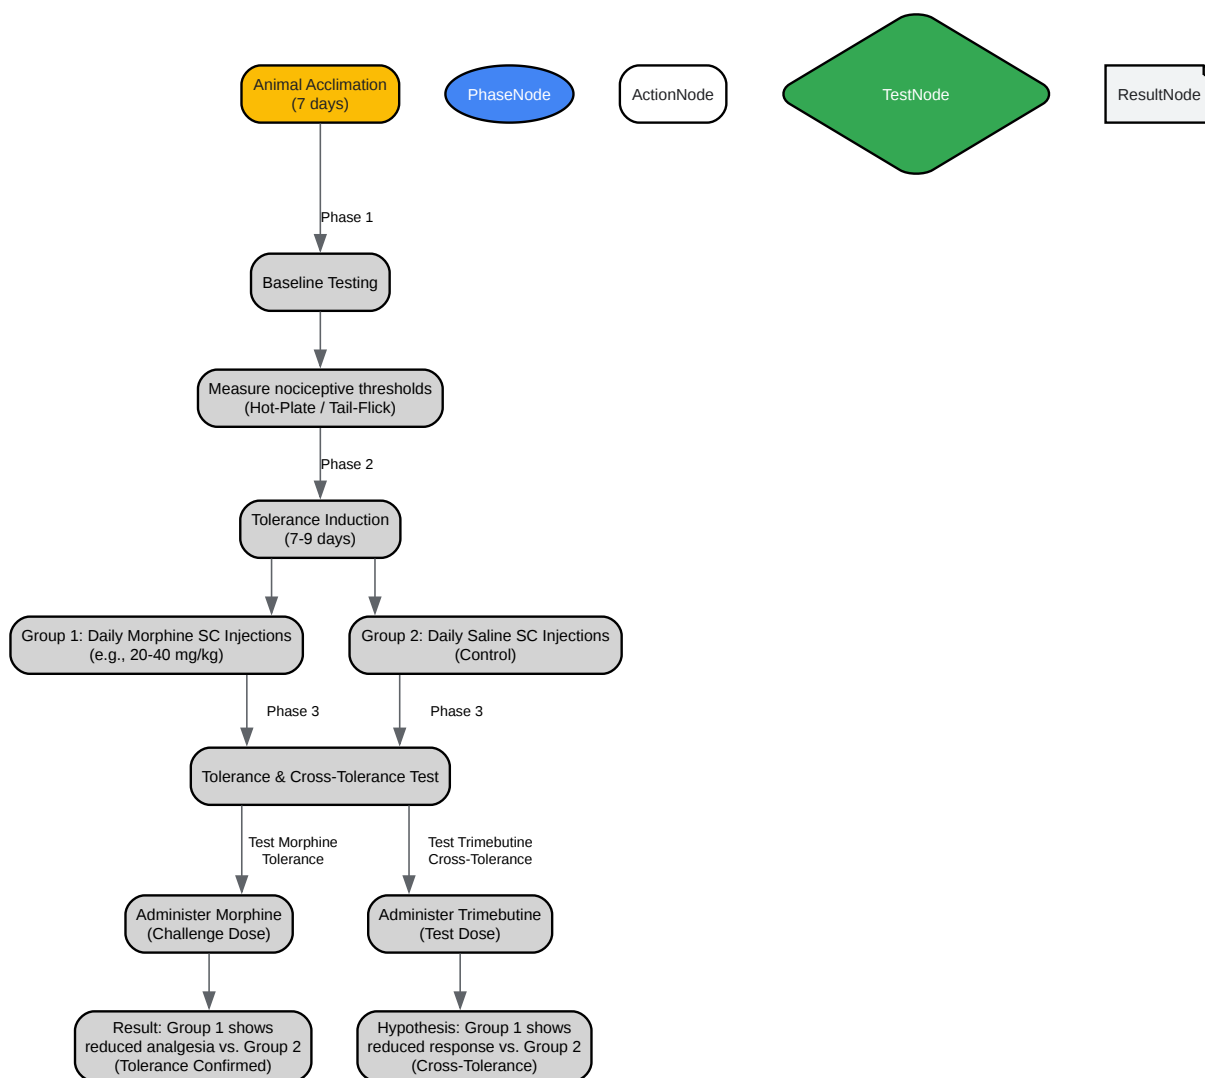 Animal Acclimation
(7 days)
PhaseNode
ActionNode
TestNode
ResultNode
Phase 1
Baseline Testing
Measure nociceptive thresholds
(Hot-Plate / Tail-Flick)
Phase 2
Tolerance Induction
(7-9 days)
Group 1: Daily Morphine SC Injections
(e.g., 20-40 mg/kg)
Group 2: Daily Saline SC Injections
(Control)
Phase 3
Phase 3
Tolerance & Cross-Tolerance Test
Test Morphine
Tolerance
Test Trimebutine
Cross-Tolerance
Administer Morphine
(Challenge Dose)
Administer Trimebutine
(Test Dose)
Result: Group 1 shows
reduced analgesia vs. Group 2
(Tolerance Confirmed)
Hypothesis: Group 1 shows
reduced response vs. Group 2
(Cross-Tolerance)